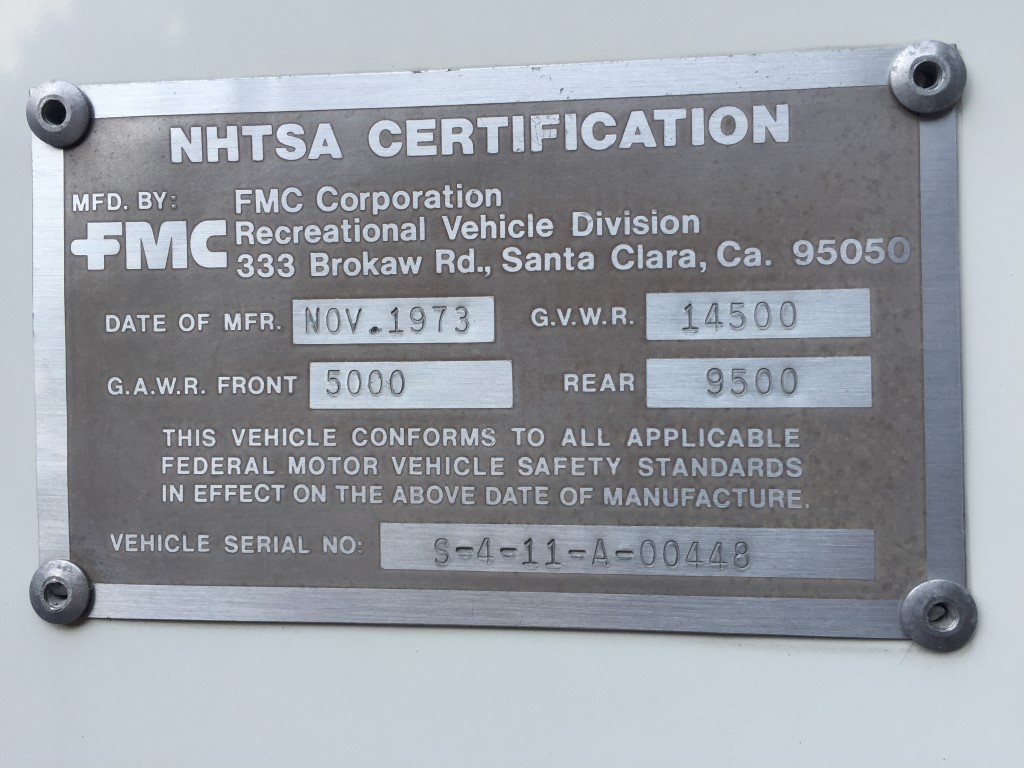 NHTSA CERTIFICATION
MFD. BY: FMC Corporation
FMC Recreational Vehicle Division
333 Brokaw Rd., Santa Clara, Ca. 95050
DATE OF MFR. NOV.1973 G.V.W.R. 14500
G.A.W.R. FRONT 5000 REAR 9500
THIS VEHICLE CONFORMS TO ALL APPLICABLE
FEDERAL MOTOR VEHICLE SAFETY STANDARDS
IN EFFECT ON THE ABOVE DATE OF MANUFACTURE.
VEHICLE SERIAL NO: S-4-11-A-00448